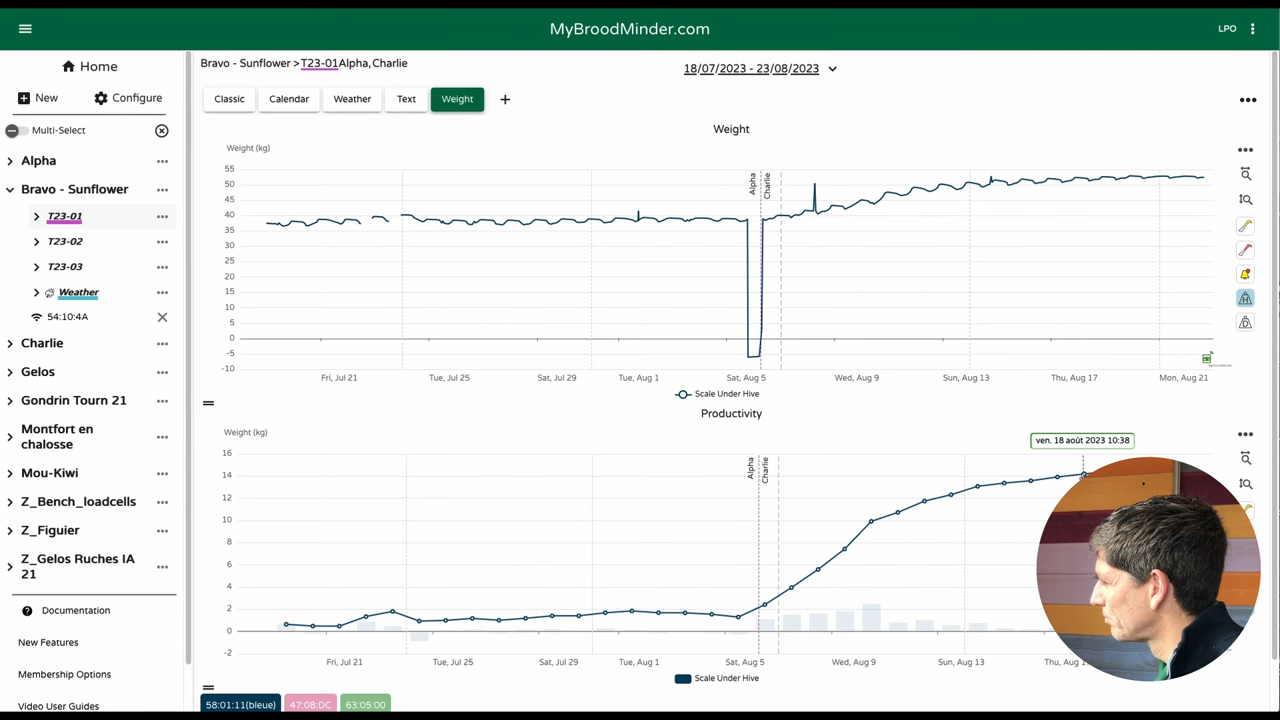 MyBroodMinder.com
LPO
Home
New
Configure
Multi-Select
Alpha
Bravo - Sunflower
T23-01
T23-02
T23-03
Weather
54:10:4A
Charlie
Gelos
Gondrin Tourn 21
Montfort en
chalosse
Mou-Kiwi
Z_Bench_loadcells
Z_Figuier
Z_Gelos Ruches IA
21
Documentation
New Features
Membership Options
Video User Guides
Bravo - Sunflower >T23-01Alpha,Charlie
18/07/2023 - 23/08/2023
Classic
Calendar
Weather
Text
Weight
Weight
Weight (kg)
55
50
45
40
35
30
25
20
15
10
5
0
-5
-10
Alpha
Charlie
Fri, Jul 21
Tue, Jul 25
Sat, Jul 29
Tue, Aug 1
Sat, Aug 5
Wed, Aug 9
Sun, Aug 13
Thu, Aug 17
Mon, Aug 21
Scale Under Hive
Productivity
Weight (kg)
ven. 18 août 2023 10:38
16
14
12
10
8
6
4
2
0
-2
Alpha
Charlie
Fri, Jul 21
Tue, Jul 25
Sat, Jul 29
Tue, Aug 1
Sat, Aug 5
Wed, Aug 9
Sun, Aug 13
Thu, Aug 1
Scale Under Hive
58:01:11(bleue)
47:08:DC
63:05:00